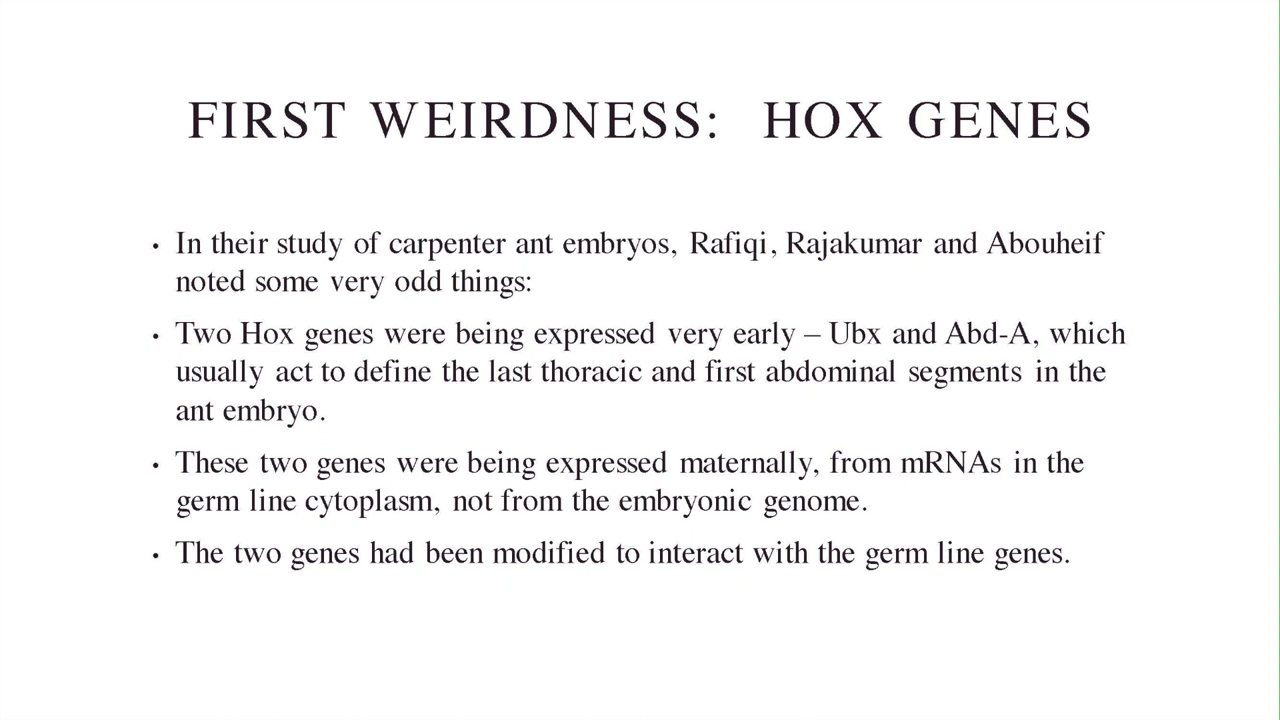 FIRST WEIRDNESS: HOX GENES
• In their study of carpenter ant embryos, Rafiqi, Rajakumar and Abouheif
noted some very odd things:
• Two Hox genes were being expressed very early – Ubx and Abd-A, which
usually act to define the last thoracic and first abdominal segments in the
ant embryo.
• These two genes were being expressed maternally, from mRNAs in the
germ line cytoplasm, not from the embryonic genome.
• The two genes had been modified to interact with the germ line genes.